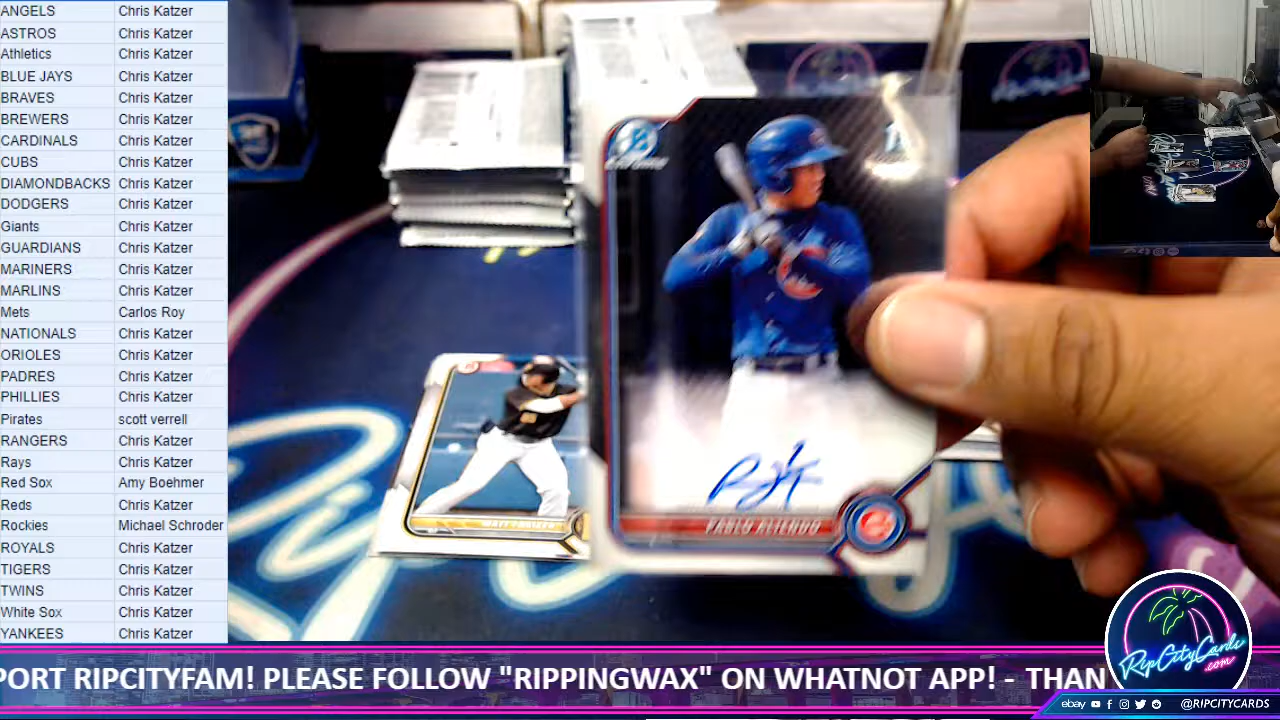 ANGELS Chris Katzer
ASTROS Chris Katzer
Athletics Chris Katzer
BLUE JAYS Chris Katzer
BRAVES Chris Katzer
BREWERS Chris Katzer
CARDINALS Chris Katzer
CUBS Chris Katzer
DIAMONDBACKS Chris Katzer
DODGERS Chris Katzer
Giants Chris Katzer
GUARDIANS Chris Katzer
MARINERS Chris Katzer
MARLINS Chris Katzer
Mets Carlos Roy
NATIONALS Chris Katzer
ORIOLES Chris Katzer
PADRES Chris Katzer
PHILLIES Chris Katzer
Pirates scott verrell
RANGERS Chris Katzer
Rays Chris Katzer
Red Sox Amy Boehmer
Reds Chris Katzer
Rockies Michael Schroder
ROYALS Chris Katzer
TIGERS Chris Katzer
TWINS Chris Katzer
White Sox Chris Katzer
YANKEES Chris Katzer
CHROME
PABLO ALIENDO
PORT RIPCITYFAM! PLEASE FOLLOW "RIPPINGWAX" ON WHATNOT APP! - THAN
RipCityCards
.com
ebay @RIPCITYCARDS